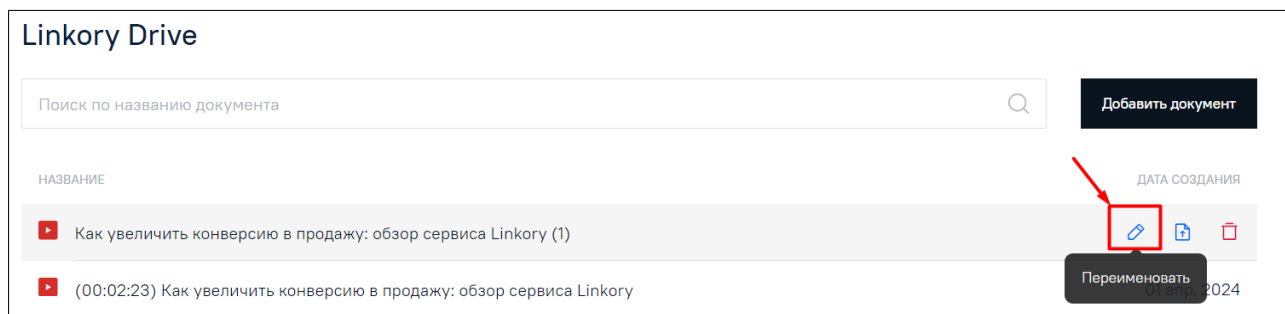 Linkory Drive
Поиск по названию документа
Добавить документ
НАЗВАНИЕ
ДАТА СОЗДАНИЯ
Как увеличить конверсию в продажу: обзор сервиса Linkory (1)
Переименовать
(00:02:23) Как увеличить конверсию в продажу: обзор сервиса Linkory
01 апр. 2024